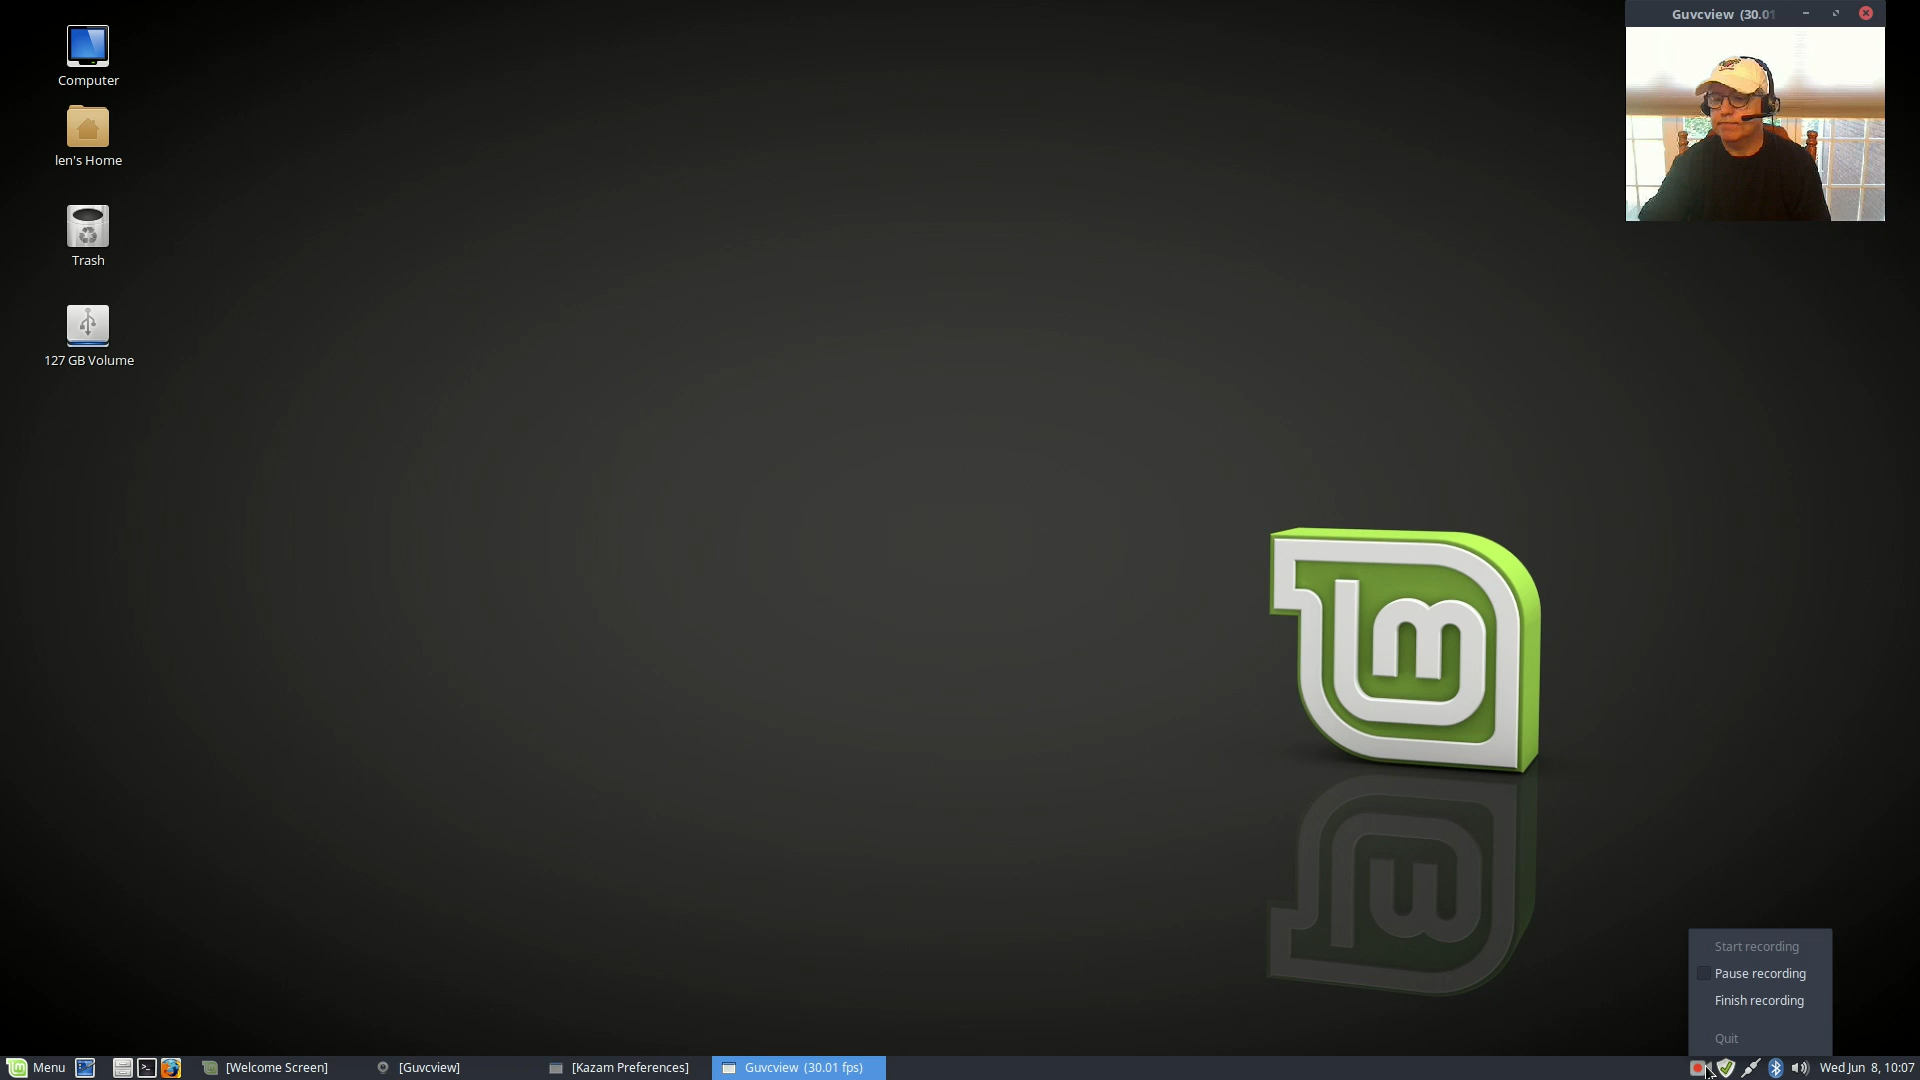 Guvcview (30.01
Computer
len's Home
Trash
127 GB Volume
lm
Start recording
Pause recording
Finish recording
Quit
Menu
[Welcome Screen]
[Guvcview]
[Kazam Preferences]
Guvcview (30.01 fps)
Wed Jun 8, 10:07